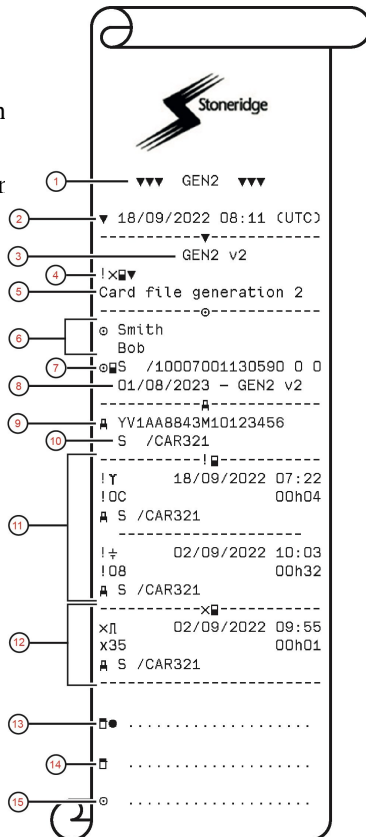 n
r
Stoneridge
1 ▼▼▼ GEN2 ▼▼▼
2 ▼ 18/09/2022 08:11 (UTC)
--------------▼--------------
3 GEN2 v2
4 !×▼
5 Card file generation 2
--------------⊙--------------
6 ⊙ Smith
Bob
7 ⊙S /10007001130590 0 0
8 01/08/2023 - GEN2 v2
9 YV1AA8843M10123456
10 S /CAR321
--------------!--------------
11 ! 18/09/2022 07:22
!0C 00h04
S /CAR321
---------------------
!÷ 02/09/2022 10:03
!08 00h32
S /CAR321
--------------×--------------
12 ×Π 02/09/2022 09:55
x35 00h01
S /CAR321
-----------------------------
13 ● ....................
14 ....................
15 ⊙ ....................